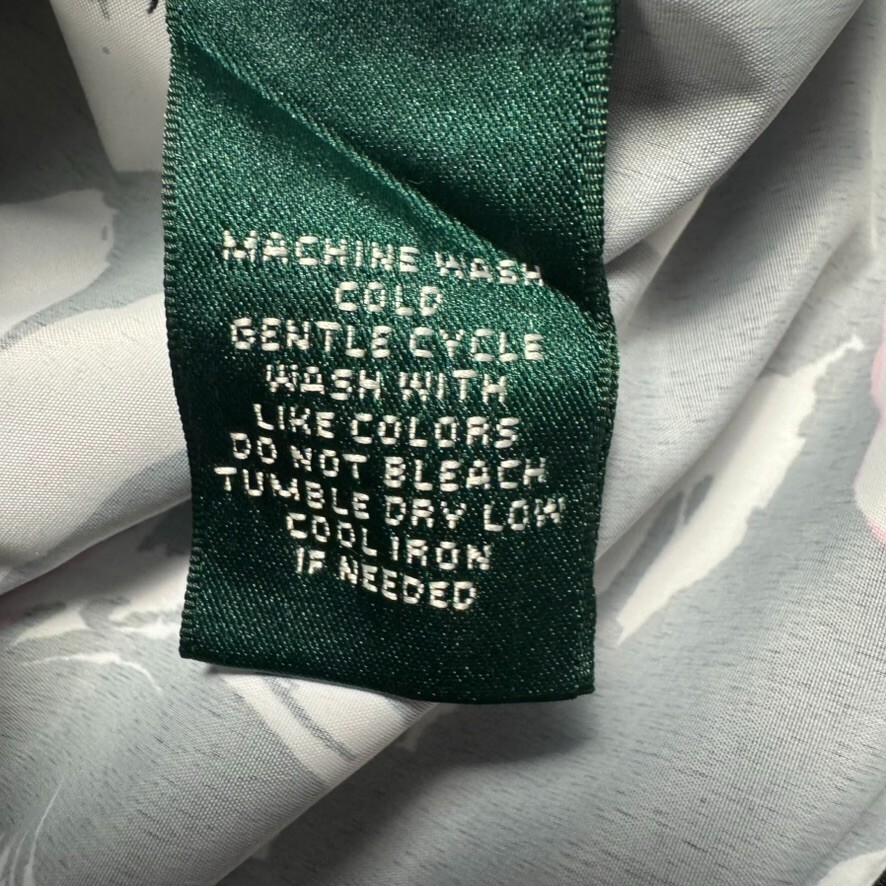 MACHINE WASH
COLD
GENTLE CYCLE
WASH WITH
LIKE COLORS
DO NOT BLEACH
TUMBLE DRY LOW
COOL IRON
IF NEEDED